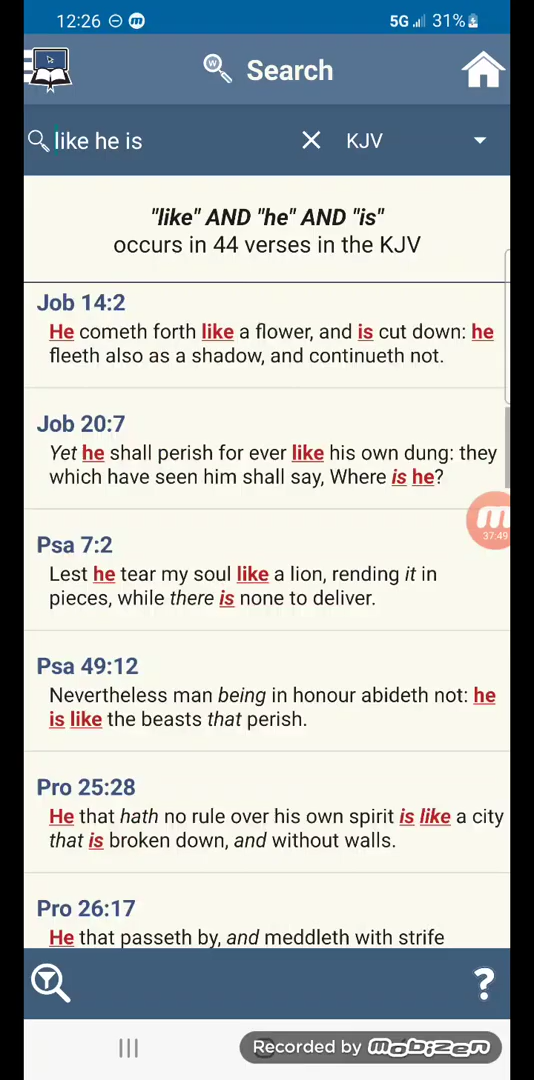 12:26 m 5G 31%
W Search
like he is KJV
"like" AND "he" AND "is"
occurs in 44 verses in the KJV
Job 14:2
He cometh forth like a flower, and is cut down: he
fleeth also as a shadow, and continueth not.
Job 20:7
Yet he shall perish for ever like his own dung: they
which have seen him shall say, Where is he?
m
37:49
Psa 7:2
Lest he tear my soul like a lion, rending it in
pieces, while there is none to deliver.
Psa 49:12
Nevertheless man being in honour abideth not: he
is like the beasts that perish.
Pro 25:28
He that hath no rule over his own spirit is like a city
that is broken down, and without walls.
Pro 26:17
He that passeth by, and meddleth with strife
?
Recorded by mobizen